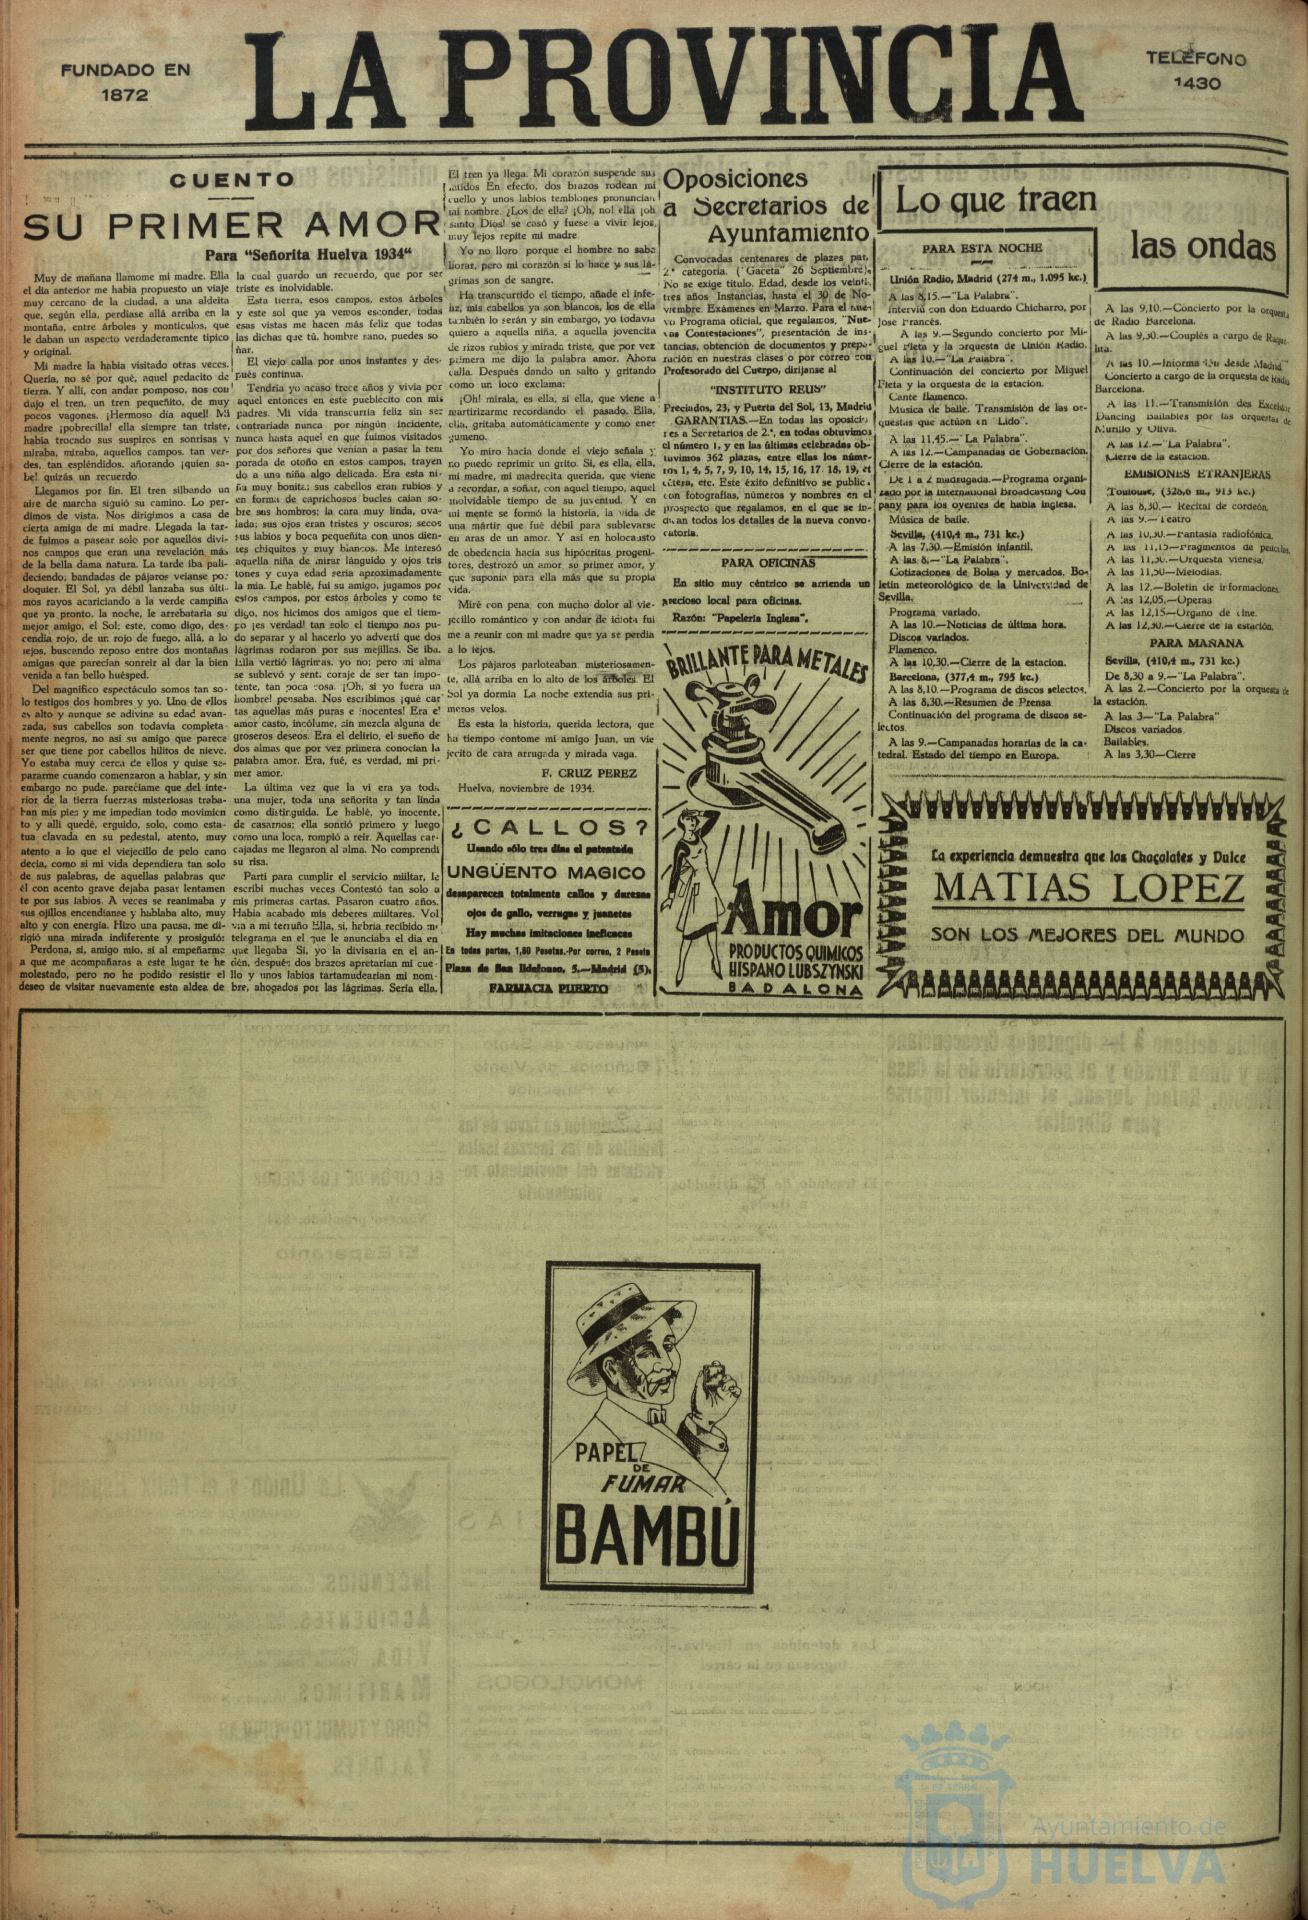 FUNDADO EN
1872
LA PROVINCIA
TELÉFONO
1430
CUENTO
SU PRIMER AMOR
Para "Señorita Huelva 1934"
Muy de mañana llamome mi madre. Ella
el día anterior me había propuesto un viaje
muy cercano de la ciudad, a una aldeita
que, según ella, perdíase allá arriba en la
montaña, entre árboles y montículos, que
le daban un aspecto verdaderamente típico
y original.
Mi madre la había visitado otras veces.
Quería, no sé por qué, aquel pedacito de
tierra. Y allí, con andar pomposo, nos con
dujo el tren, un tren pequeñito, de muy
pocos vagones. ¡Hermoso día aquel! Mi
madre ¡pobrecilla! ella siempre tan triste,
había trocado sus suspiros en sonrisas y
miraba, miraba, aquellos campos, tan ver-
des, tan espléndidos, añorando ¡quien sa-
be! quizás un recuerdo
Llegamos por fin. El tren silbando un
aire de marcha siguió su camino. Lo per-
dimos de vista. Nos dirigimos a casa de
cierta amiga de mi madre. Llegada la tar-
de fuimos a pasear solo por aquellos divi-
nos campos que eran una revelación más
de la bella dama natura. La tarde iba pali-
deciendo; bandadas de pájaros veíanse po:
doquier. El Sol, ya débil lanzaba sus últi-
mos rayos acariciando a la verde campiña
que ya pronto, la noche, le arrebataría su
mejor amigo, el Sol; este, como digo, des-
cendía rojo, de un rojo de fuego, allá, a lo
lejos, buscando reposo entre dos montañas
amigas que parecían sonreir al dar la bien
venida a tan bello huésped.
Del magnífico espectáculo somos tan so-
lo testigos dos hombres y yo. Uno de ellos
es alto y aunque se adivine su edad avan-
zada, sus cabellos son todavía completa-
mente negros, no así su amigo que parece
ser que tiene por cabellos hilitos de nieve.
Yo estaba muy cerca de ellos y quise se-
pararme cuando comenzaron a hablar, y sin
embargo no pude. parecíame que del inte-
rior de la tierra fuerzas misteriosas traba-
ban mis pies y me impedían todo movimien
to y allí quedé, erguido, solo, como esta-
tua clavada en su pedestal, atento, muy
atento a lo que el viejecillo de pelo cano
decía, como si mi vida dependiera tan solo
de sus palabras, de aquellas palabras que
él con acento grave dejaba pasar lentamen
te por sus labios. A veces se reanimaba y
sus ojillos encendíanse y hablaba alto, muy
alto y con energía. Hizo una pausa, me di-
rigió una mirada indiferente y prosiguió:
Perdona, sí, amigo mío, si al empeñarme
a que me acompañaras a este lugar te he
molestado, pero no he podido resistir el
deseo de visitar nuevamente esta aldea de
la cual guardo un recuerdo, que por ser
triste es inolvidable.
Esta tierra, esos campos, estos árboles
y este sol que ya vemos esconder, todas
esas vistas me hacen más feliz que todas
las dichas que tú, hombre sano, puedes so
ñar.
El viejo calla por unos instantes y des-
pués continua.
Tendría yo acaso trece años y vivía por
aquel entonces en este pueblecito con mis
padres. Mi vida transcurría feliz sin ser
contrariada nunca por ningún incidente,
nunca hasta aquel en que fuimos visitados
por dos señores que venían a pasar la tem
porada de otoño en estos campos, trayen
do a una niña algo delicada. Era esta ni-
ña muy bonita; sus cabellos eran rubios y
en forma de caprichosos bucles caían so-
bre sus hombros; la cara muy linda, ova-
lada; sus ojos eran tristes y oscuros; secos
sus labios y boca pequeñita con unos dien-
tes chiquitos y muy blancos. Me interesó
aquella niña de mirar lánguido y ojos tris
tones y cuya edad sería aproximadamente
la mía. Le hablé, fuí su amigo, jugamos por
estos campos, por estos árboles y como te
digo, nos hicimos dos amigos que el tiem-
po ¡es verdad! tan solo el tiempo nos pu-
do separar y al hacerlo yo advertí que dos
lágrimas rodaron por sus mejillas. Se iba.
Ella vertió lágrimas, yo no; pero mi alma
se sublevó y sentí coraje de ser tan impo-
tente, tan poca cosa. ¡Oh, si yo fuera un
hombre! pensaba. Nos escribimos ¡qué car
tas aquellas más puras e inocentes! Era el
amor casto, incólume, sin mezcla alguna de
groseros deseos. Era el delirio, el sueño de
dos almas que por vez primera conocían la
palabra amor. Era, fué, es verdad, mi pri-
mer amor.
La última vez que la ví era ya toda
una mujer, toda una señorita y tan linda
como distinguida. Le hablé, yo inocente,
de casarnos; ella sonrió primero y luego
como una loca, rompió a reir. Aquellas car-
cajadas me llegaron al alma. No comprendí
su risa.
Partí para cumplir el servicio militar, le
escribí muchas veces Contestó tan solo a
mis primeras cartas. Pasaron cuatro años.
Había acabado mis deberes militares. Vol
vía a mi terruño Ella, si, hebría recibido mi
telegrama en el que le anunciaba el día en
que llegaba Sí, yo la divisaría en el an-
dén, después: dos brazos apretarían mi cue-
llo y unos labios tartamudearían mi nom-
bre, ahogados por las lágrimas. Sería ella.
El tren ya llega. Mi corazón suspende sus
latidos En efecto, dos brazos rodean mi
cuello y unos labios temblones pronuncian
mi nombre. ¿Los de ella? ¡Oh, no! ella ¡oh
santo Dios! se casó y fuese a vivir lejos,
muy lejos repite mi madre
Yo no lloro porque el hombre no sabe
llorar, pero mi corazón sí lo hace y sus lá-
grimas son de sangre.
Ha transcurrido el tiempo, añade el infe-
liz, mis cabellos ya son blancos, los de ella
también lo serán y sin embargo, yo todavía
quiero a aquella niña, a aquella jovencita
de rizos rubios y mirada triste, que por vez
primera me dijo la palabra amor. Ahora
calla. Después dando un salto y gritando
como un loco exclama:
¡Oh! mírala, es ella, sí ella, que viene a
martirizarme recordando el pasado. Ella,
ella, gritaba automáticamente y como ener
gumeno.
Yo miro hacia donde el viejo señala y
no puedo reprimir un grito. Sí, es ella, ella,
mi madre, mi madrecita querida, que viene
a recordar, a soñar, con aquel tiempo, aquel
inolvidable tiempo de su juventud. Y en
mi mente se formó la historia, la vida de
una mártir que fué débil para sublevarse
en aras de un amor. Y así en holocausto
de obedencia hacia sus hipócritas progeni-
tores, destrozó un amor, su primer amor, y
que suponía para ella más que su propia
vida.
Miré con pena, con mucho dolor al vie-
jecillo romántico y con andar de idiota fuí
me a reunir con mi madre que ya se perdía
a lo lejos.
Los pájaros parloteaban, misteriosamen-
te, allá arriba en lo alto de los árboles. El
Sol ya dormía La noche extendía sus pri-
meros velos.
Es esta la historia, querida lectora, que
ha tiempo contome mi amigo Juan, un vie
jecito de cara arrugada y mirada vaga.
F. CRUZ PEREZ
Huelva, noviembre de 1934.
¿CALLOS?
Usando sólo tres días el patentado
UNGÜENTO MAGICO
desaparecen totalmente callos y durezas
ojos de gallo, verrugas y juanetes
Hay muchas imitaciones ineficaces
En todas partes, 1,60 Pesetas.-Por correo, 2 Pesets
Plaza de San Ildefonso, 5.—Madrid (5).
FARMACIA PUERTO
Oposiciones
a Secretarios de
Ayuntamiento
Convocadas centenares de plazas par.
2.ª categoría. ("Gaceta" 26 Septiembre).
No se exige título. Edad, desde los veinti.
tres años Instancias, hasta el 30 de No-
viembre. Exámenes en Marzo. Para el nue-
vo Programa oficial, que regalamos, "Nue-
vas Contestaciones", presentación de ins-
tancias, obtención de documentos y prepa-
ración en nuestras clases o por correo con
Profesorado del Cuerpo, diríjanse al
"INSTITUTO REUS"
Preciados, 23, y Puerta del Sol, 13, Madrid
GARANTIAS.—En todas las oposicio
nes a Secretarios de 2.ª, en todas obtuvimos
el número 1, y en las últimas celebradas ob-
tuvimos 362 plazas, entre ellas los núme-
ros 1, 4, 5, 7, 9, 10, 14, 15, 16, 17 18, 19, et
cétera, etc. Este éxito definitivo se public.
con fotografías, números y nombres en el
prospecto que regalamos, en el que se in-
dican todos los detalles de la nueva convo-
catoria.
PARA OFICINAS
En sitio muy céntrico se arrienda un
precioso local para oficinas.
Razón: "Papelería Inglesa".
BRILLANTE PARA METALES
Amor
PRODUCTOS QUIMICOS
HISPANO LUBSZYNSKI
BADALONA
Lo que traen
las ondas
PARA ESTA NOCHE
Unión Radio, Madrid (274 m., 1.095 kc.)
A las 8,15.—"La Palabra".
Interviú con don Eduardo Chicharro, por
José Francés.
A las 9.—Segundo concierto por Mi-
guel Fleta y la orquesta de Unión Radio.
A las 10.—"La Palabra".
Continuación del concierto por Miguel
Fleta y la orquesta de la estación.
Cante flamenco.
Música de baile. Transmisión de las or-
questas que actúan en "Lido".
A las 11,45.—"La Palabra".
A las 12.—Campanadas de Gobernación.
Cierre de la estación.
De 1 a 2 madrugada.—Programa organi-
zado por la International Broadcasting Com
pany para los oyentes de habla inglesa.
Música de baile.
Sevilla, (410,4 m., 731 kc.)
A las 7,30.—Emisión infantil.
A las 8.—"La Palabra".
Cotizaciones de Bolsa y mercados. Bo-
letín meteorológico de la Universidad de
Sevilla.
Programa variado.
A las 10.—Noticias de última hora.
Discos variados.
Flamenco.
A las 10,30.—Cierre de la estacion.
Barcelona, (377,4 m., 795 kc.)
A las 8,10.—Programa de discos selectos.
A las 8,30.—Resumen de Prensa
Continuación del programa de discos se-
lectos.
A las 9.—Campanadas horarias de la ca-
tedral. Estado del tiempo en Europa.
A las 9,10.—Concierto por la orquesta
de Radio Barcelona.
A las 9,30.—Couplés a cargo de
A las 10.—Informa desde Madrid
Concierto a cargo de la orquesta de Radio
Barcelona.
A las 11.—Transmisión des
Dancing bailables por las orquestas de
Murillo y Oliva.
A las 12.—"La Palabra".
Cierre de la estacion.
EMISIONES ETRANJERAS
Toulouse, (328,6 m., 913 kc.)
A las 8,30.— Recital de cordeón.
A las 9.—Teatro
A las 10,30.—Fantasía radiofónica.
A las 11,15—Fragmentos de películas.
A las 11,30.—Orquesta vienesa.
A las 11,50—Melodías.
A las 12.—Boletín de informaciones.
A las 12,05.—Operas
A las 12,15—Organo de cine.
A las 12,30.—Cierre de la estación.
PARA MAÑANA
Sevilla, (410,4 m., 731 kc.)
De 8,30 a 9.—"La Palabra".
A las 2.—Concierto por la orquesta de
la estación.
A las 3—"La Palabra"
Discos variados.
Bailables.
A las 3,30—Cierre
La experiencia demuestra que los Chocolates y Dulce
MATIAS LOPEZ
SON LOS MEJORES DEL MUNDO
PAPEL
DE
FUMAR
BAMBÚ
Ayuntamiento de
HUELVA